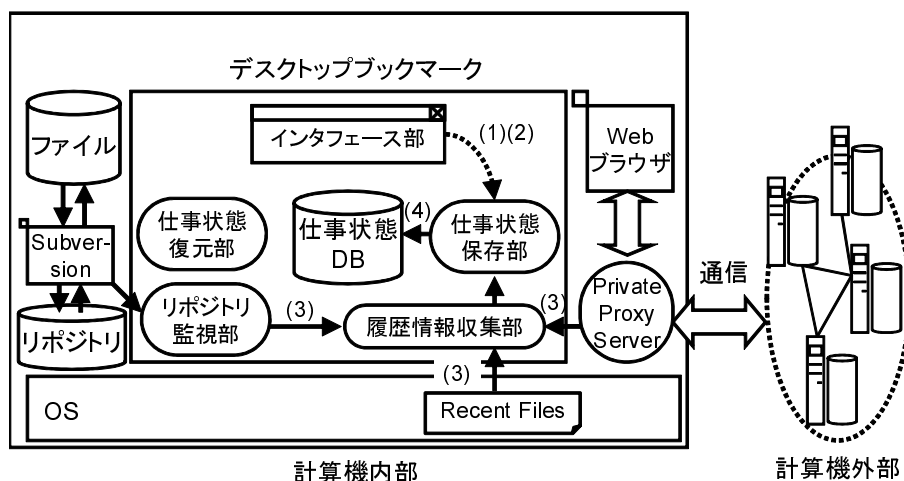 デスクトップブックマーク
ファイル
インタフェース部
(1)(2)
Web
ブラウザ
仕事状態
復元部
仕事状態
DB
(4)
仕事状態
保存部
Subver-
sion
通信
リポジトリ
監視部
(3)
履歴情報収集部
(3)
Private
Proxy
Server
リポジトリ
(3)
OS
Recent Files
計算機内部
計算機外部